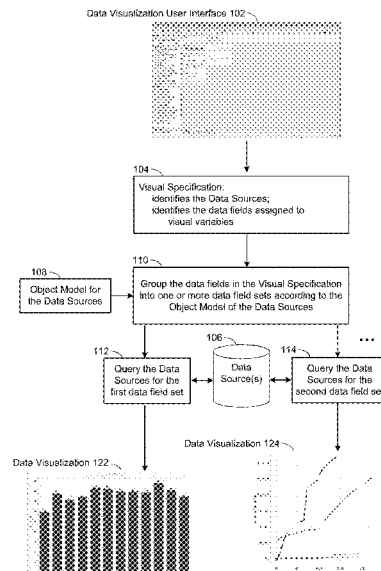 Data Visualization User Interface 102
104
Visual Specification:
identifies the Data Sources;
identifies the data fields assigned to
visual variables
108
Object Model for
the Data Sources
110
Group the data fields in the Visual Specification
into one or more data field sets according to the
Object Model of the Data Sources
106
Data
Source(s)
112
Query the Data
Sources for the
first data field set
114
Query the Data
Sources for the
second data field set
...
Data Visualization 122
Data Visualization 124